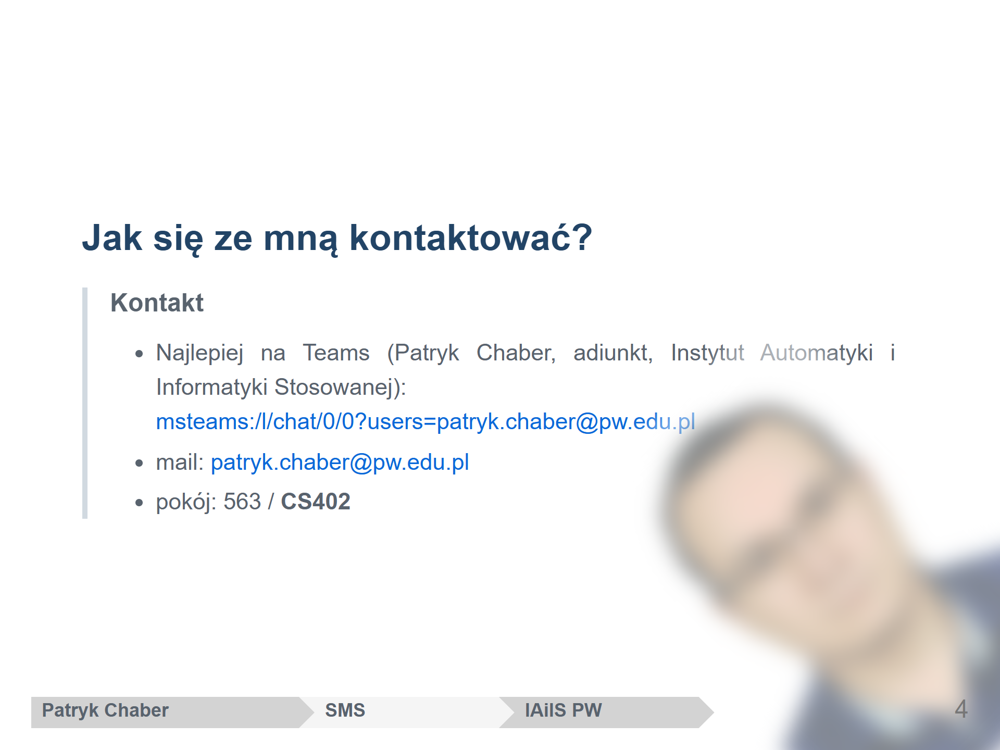 Jak się ze mną kontaktować?
Kontakt
• Najlepiej na Teams (Patryk Chaber, adiunkt, Instytut Automatyki i
Informatyki Stosowanej):
msteams:/l/chat/0/0?users=patryk.chaber@pw.edu.pl
• mail: patryk.chaber@pw.edu.pl
• pokój: 563 / CS402
Patryk Chaber
SMS
IAiIS PW
4